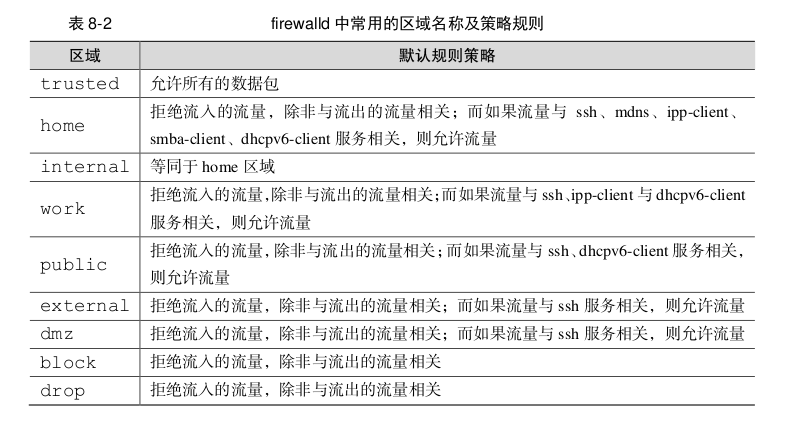 表 8-2 firewalld 中常用的区域名称及策略规则
区域 默认规则策略
trusted 允许所有的数据包
home 拒绝流入的流量，除非与流出的流量相关；而如果流量与 ssh、mdns、ipp-client、
smba-client、dhcpv6-client 服务相关，则允许流量
internal 等同于 home 区域
work 拒绝流入的流量，除非与流出的流量相关；而如果流量与 ssh、ipp-client 与 dhcpv6-client
服务相关，则允许流量
public 拒绝流入的流量，除非与流出的流量相关；而如果流量与 ssh、dhcpv6-client 服务相关，
则允许流量
external 拒绝流入的流量，除非与流出的流量相关；而如果流量与 ssh 服务相关，则允许流量
dmz 拒绝流入的流量，除非与流出的流量相关；而如果流量与 ssh 服务相关，则允许流量
block 拒绝流入的流量，除非与流出的流量相关
drop 拒绝流入的流量，除非与流出的流量相关